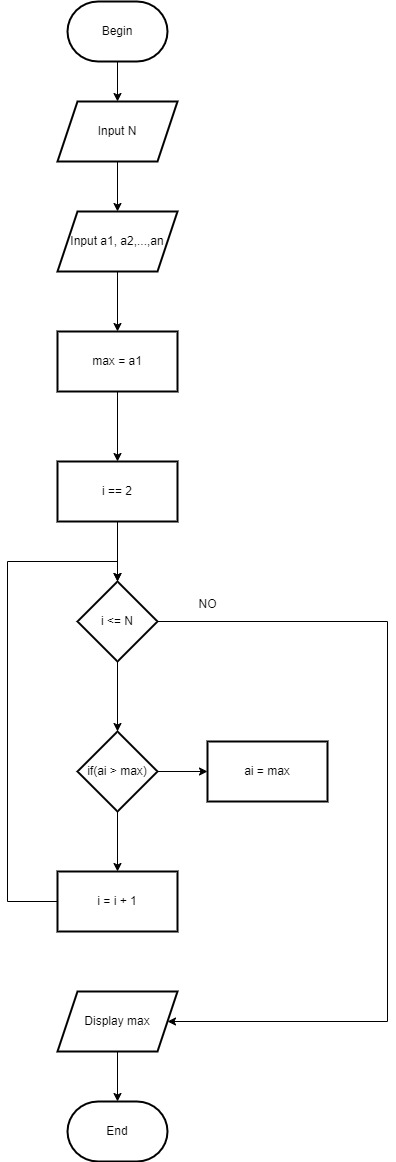 Begin
Input N
Input a1, a2,...,an
max = a1
i == 2
NO
i <= N
if(ai > max)
ai = max
i = i + 1
Display max
End